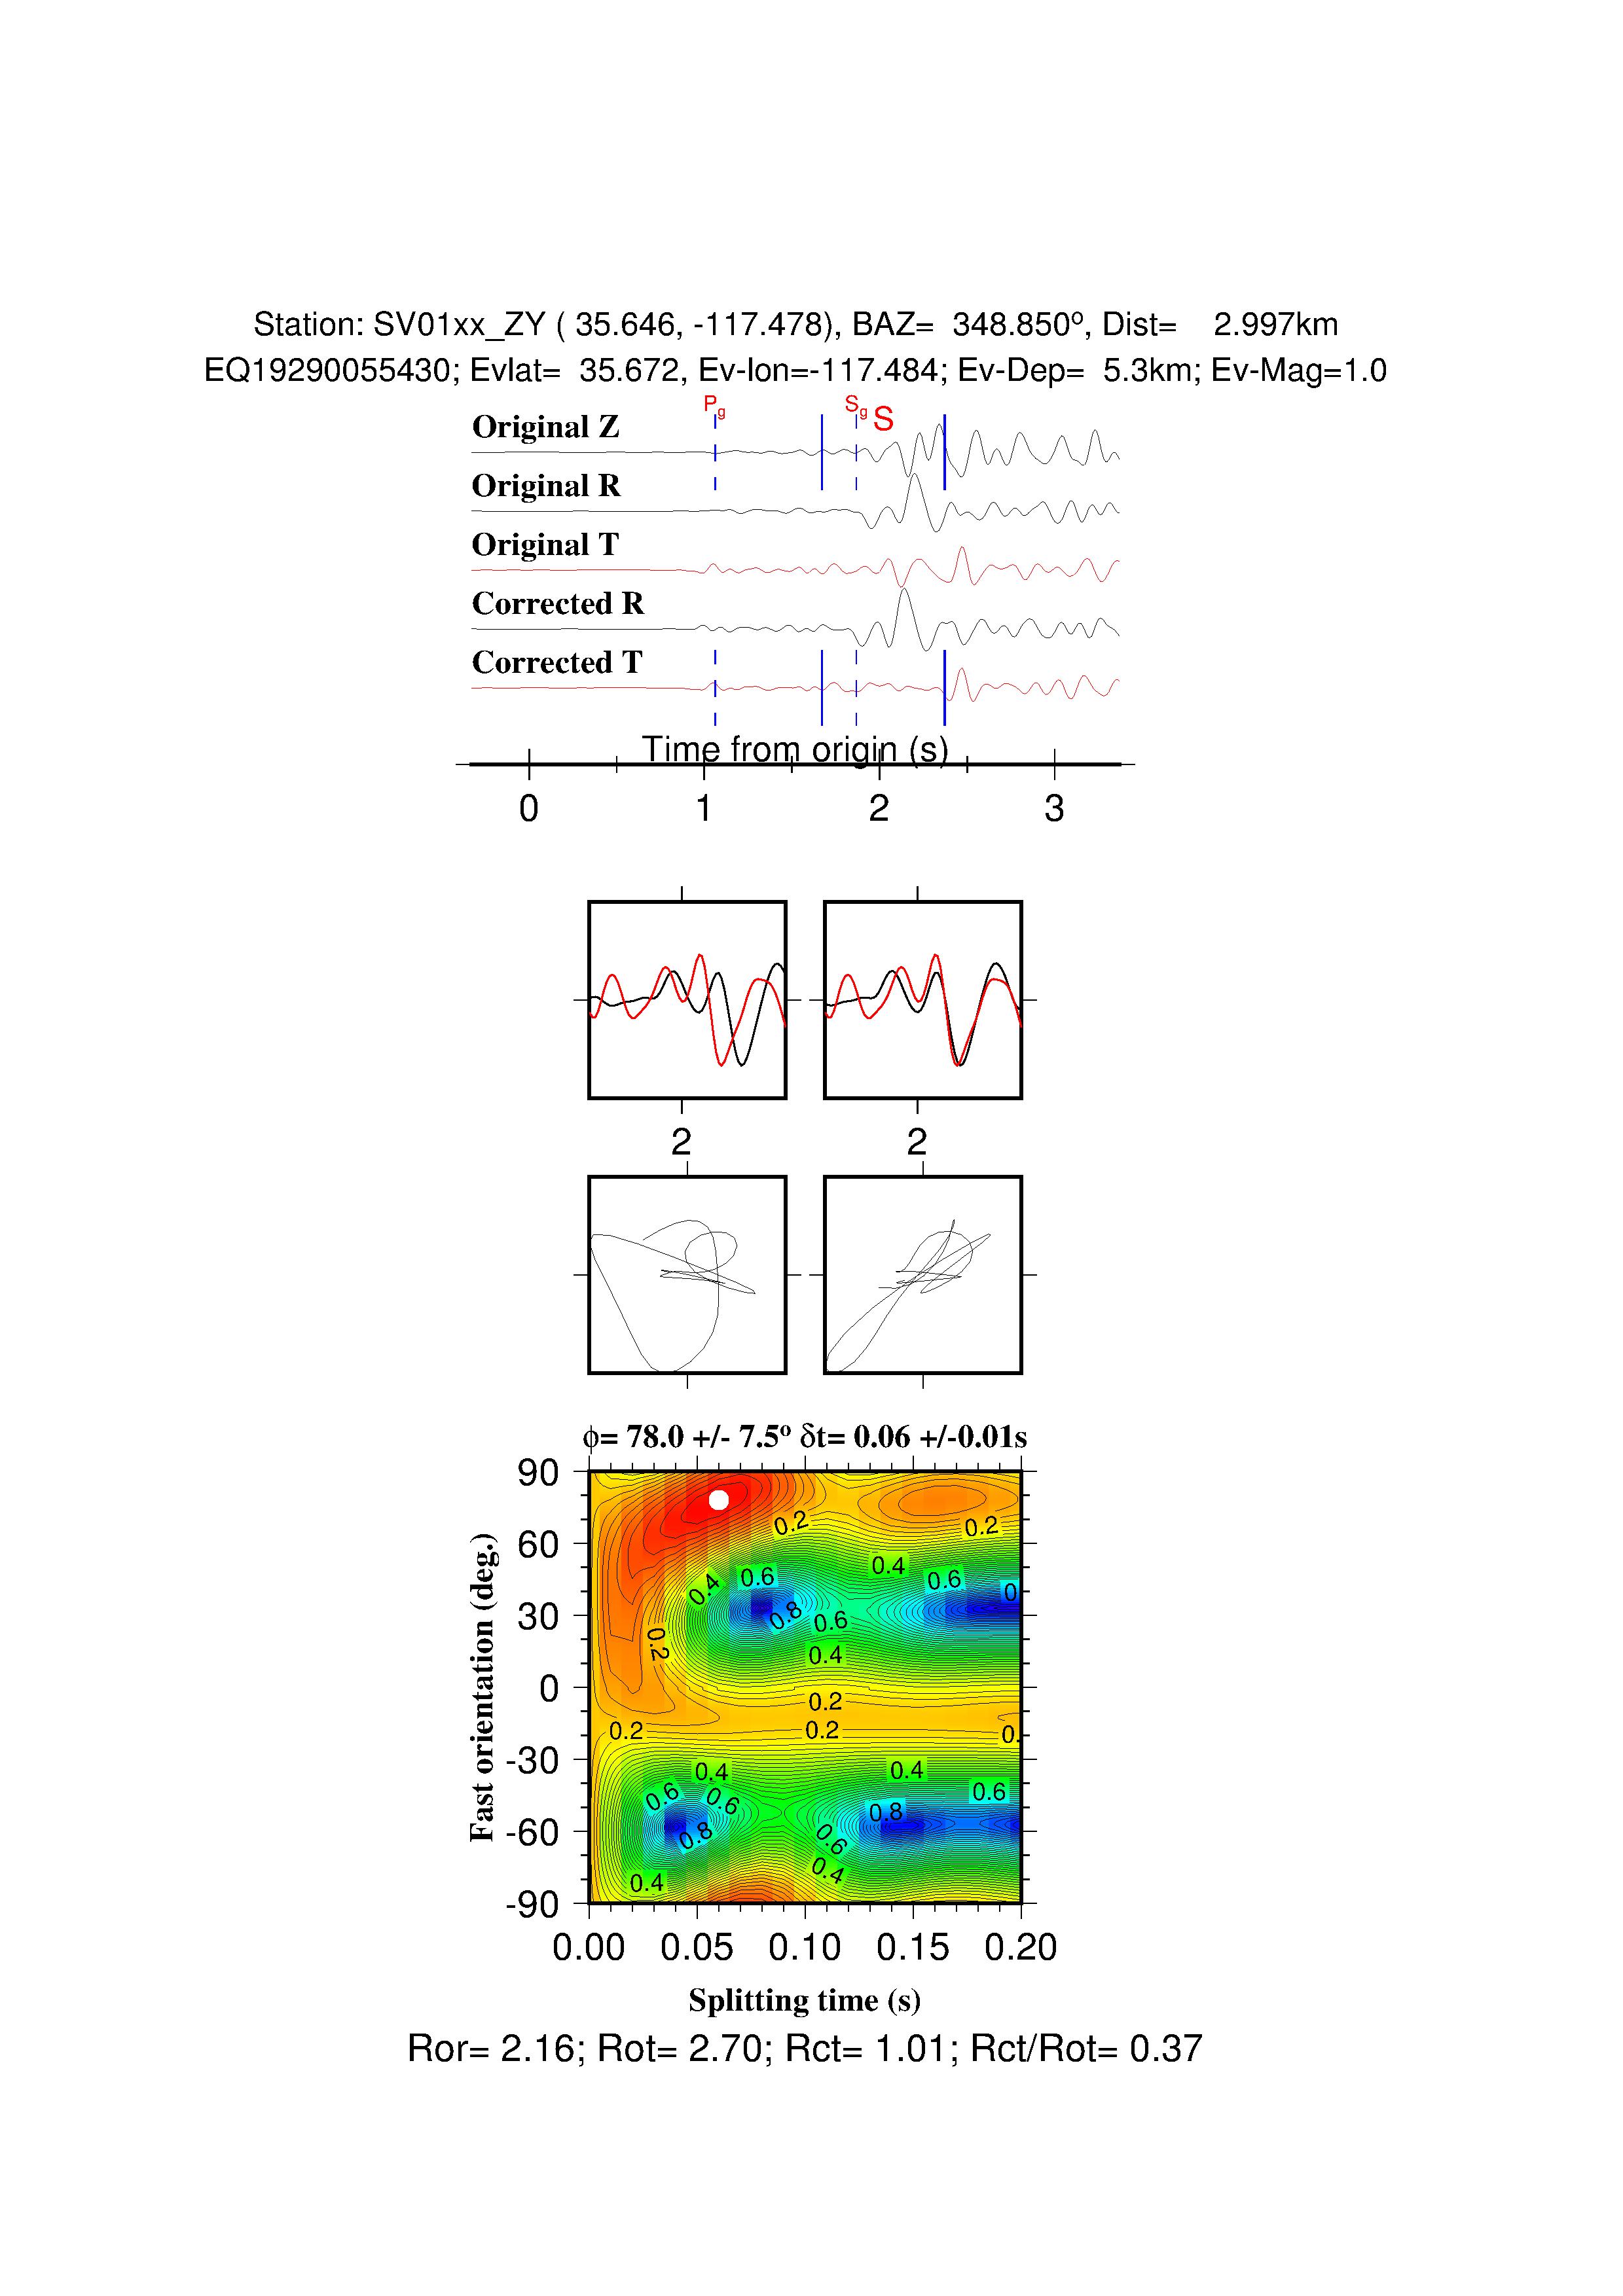 Station: SV01xx_ZY ( 35.646, -117.478), BAZ= 348.850º, Dist= 2.997km
EQ19290055430; Evlat= 35.672, Ev-lon=-117.484; Ev-Dep= 5.3km; Ev-Mag=1.0
Pg Sg S
Original Z
Original R
Original T
Corrected R
Corrected T
Time from origin (s)
0 1 2 3
2 2
ϕ= 78.0 +/- 7.5º δt= 0.06 +/-0.01s
90
60
30
0
-30
-60
-90
Fast orientation (deg.)
0.2 0.2
0.4
0.4 0.6 0.6 0.
0.8 0.6
0.2 0.4
0.2
0.2 0.2 0.
0.4 0.4
0.6 0.6 0.6
0.8 0.8 0.6
0.4 0.4
0.00 0.05 0.10 0.15 0.20
Splitting time (s)
Ror= 2.16; Rot= 2.70; Rct= 1.01; Rct/Rot= 0.37